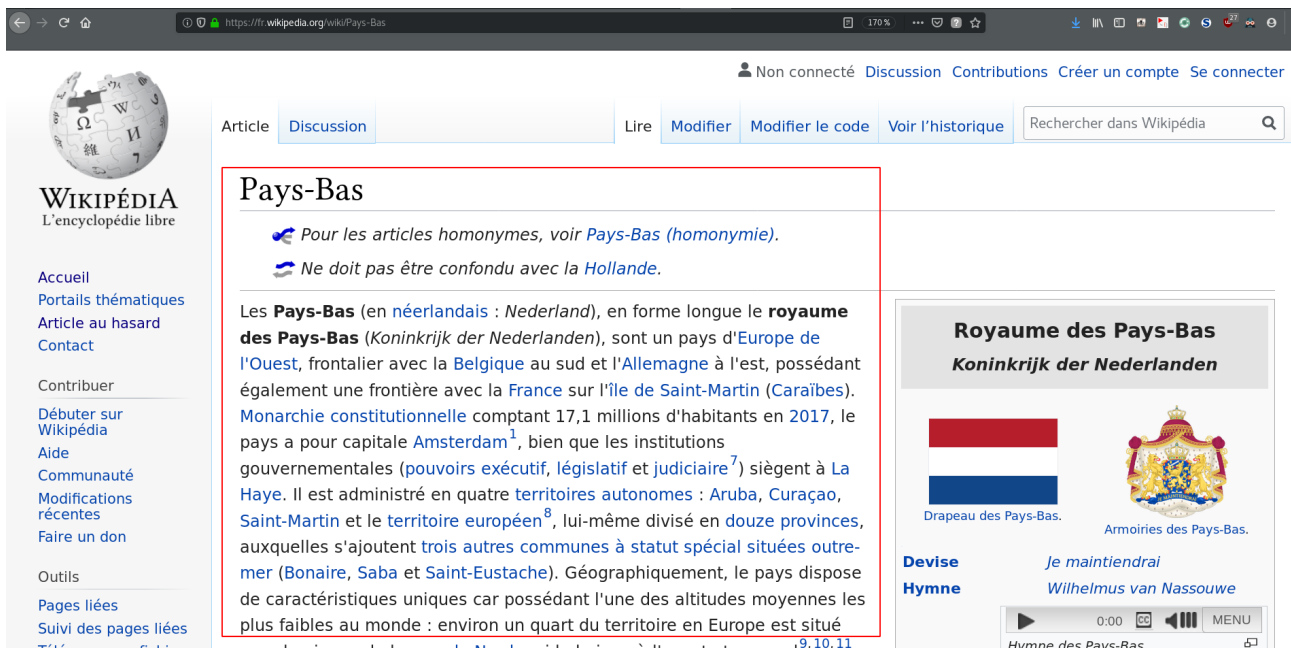 https://fr.wikipedia.org/wiki/Pays-Bas
170 %
27
Non connecté Discussion Contributions Créer un compte Se connecter
Article Discussion
Lire Modifier Modifier le code Voir l'historique
Rechercher dans Wikipédia
WIKIPÉDIA
L'encyclopédie libre
Accueil
Portails thématiques
Article au hasard
Contact
Contribuer
Débuter sur
Wikipédia
Aide
Communauté
Modifications
récentes
Faire un don
Outils
Pages liées
Suivi des pages liées
Pays-Bas
Pour les articles homonymes, voir Pays-Bas (homonymie).
Ne doit pas être confondu avec la Hollande.
Les Pays-Bas (en néerlandais : Nederland), en forme longue le royaume
des Pays-Bas (Koninkrijk der Nederlanden), sont un pays d'Europe de
l'Ouest, frontalier avec la Belgique au sud et l'Allemagne à l'est, possédant
également une frontière avec la France sur l'île de Saint-Martin (Caraïbes).
Monarchie constitutionnelle comptant 17,1 millions d'habitants en 2017, le
pays a pour capitale Amsterdam1, bien que les institutions
gouvernementales (pouvoirs exécutif, législatif et judiciaire7) siègent à La
Haye. Il est administré en quatre territoires autonomes : Aruba, Curaçao,
Saint-Martin et le territoire européen8, lui-même divisé en douze provinces,
auxquelles s'ajoutent trois autres communes à statut spécial situées outre-
mer (Bonaire, Saba et Saint-Eustache). Géographiquement, le pays dispose
de caractéristiques uniques car possédant l'une des altitudes moyennes les
plus faibles au monde : environ un quart du territoire en Europe est situé
9, 10, 11
Royaume des Pays-Bas
Koninkrijk der Nederlanden
Drapeau des Pays-Bas.
Armoiries des Pays-Bas.
Devise Je maintiendrai
Hymne Wilhelmus van Nassouwe
0:00 CC MENU
Hymne des Pays-Bas